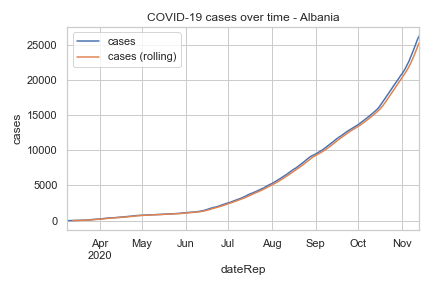 COVID-19 cases over time - Albania
cases
cases (rolling)
cases
25000
20000
15000
10000
5000
0
Apr
2020
May
Jun
Jul
Aug
Sep
Oct
Nov
dateRep